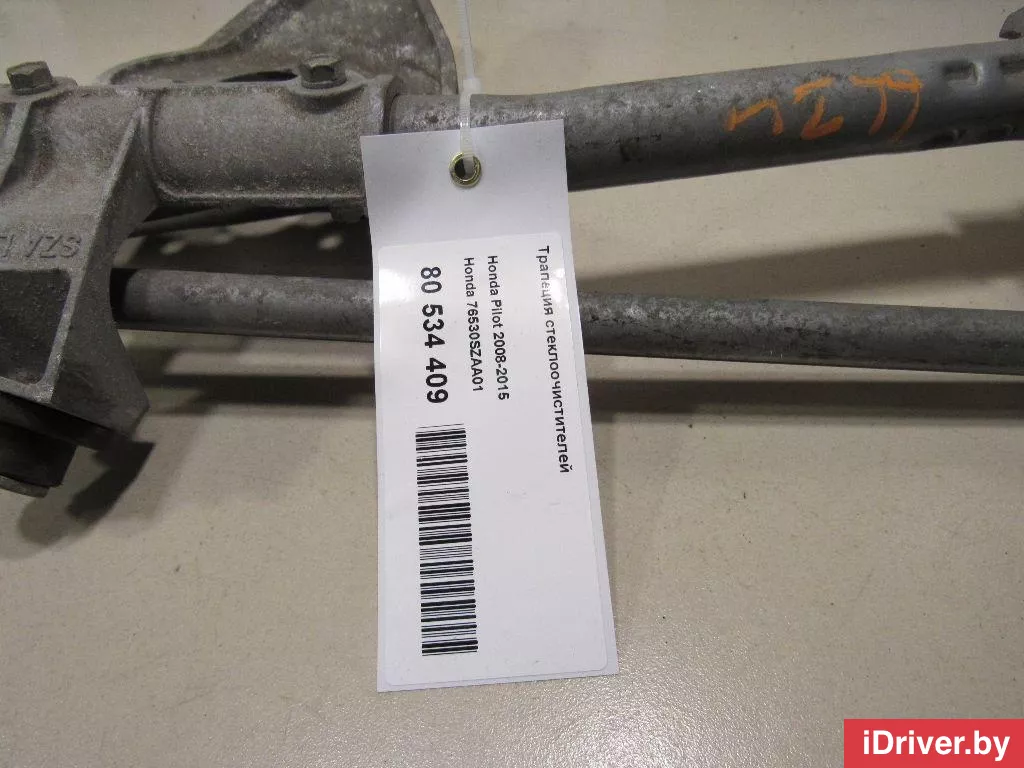 Трапеция стеклоочистителей
Honda Pilot 2008-2015
Honda 76530SZAA01
80 534 409
iDriver.by